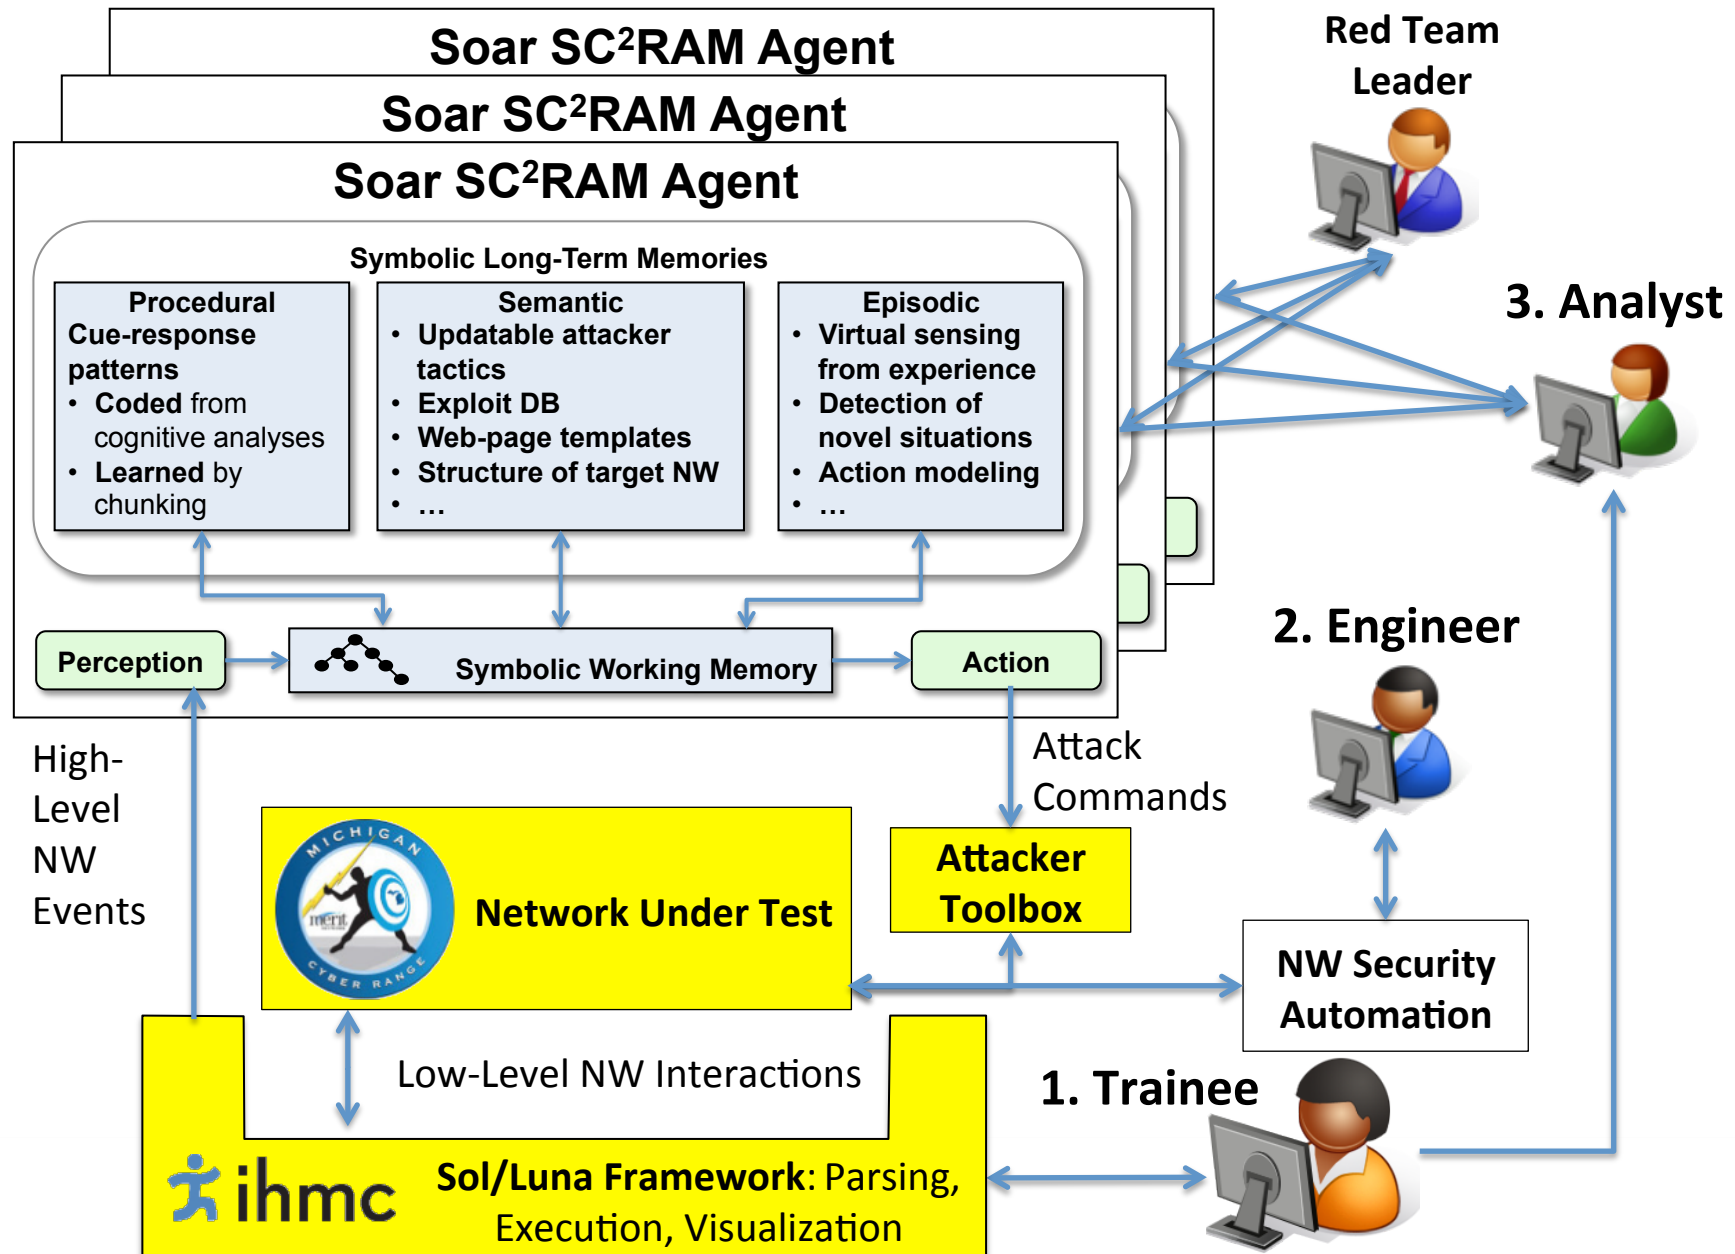 Soar SC²RAM Agent
Soar SC²RAM Agent
Soar SC²RAM Agent
Symbolic Long-Term Memories
Procedural
Cue-response
patterns
• Coded from
cognitive analyses
• Learned by
chunking
Semantic
• Updatable attacker
tactics
• Exploit DB
• Web-page templates
• Structure of target NW
• ...
Episodic
• Virtual sensing
from experience
• Detection of
novel situations
• Action modeling
• ...
Perception
Symbolic Working Memory
Action
Red Team
Leader
3. Analyst
2. Engineer
High-
Level
NW
Events
Attack
Commands
MICHIGAN
merit
CYBER RANGE
Network Under Test
Attacker
Toolbox
NW Security
Automation
Low-Level NW Interactions
1. Trainee
ihmc
Sol/Luna Framework: Parsing,
Execution, Visualization